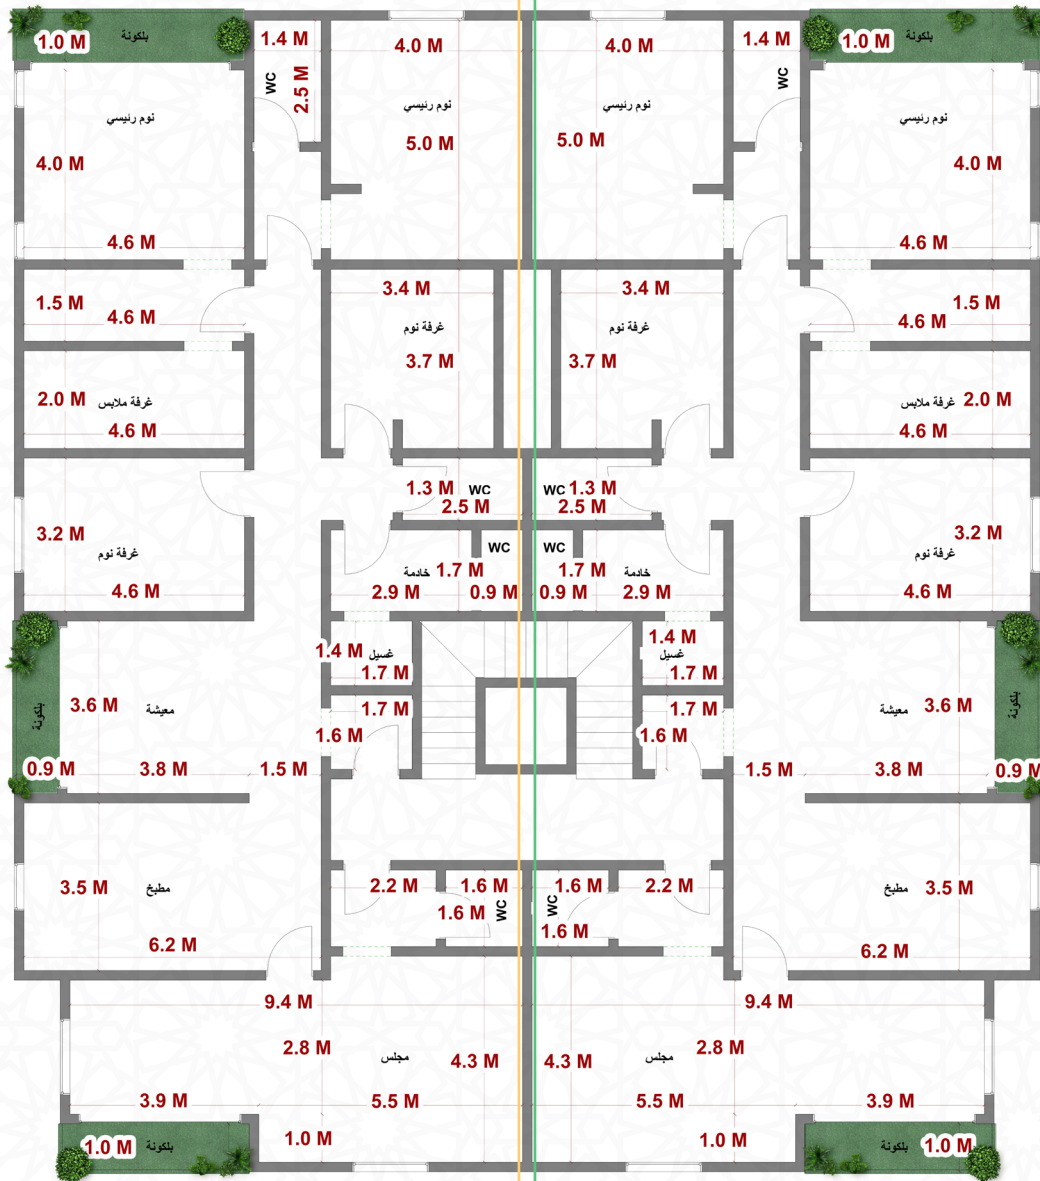 1.0 M بلكونة 1.4 M 4.0 M 4.0 M 1.4 M 1.0 M بلكونة
WC 2.5 M WC
نوم رئيسي نوم رئيسي نوم رئيسي نوم رئيسي
4.0 M 5.0 M 5.0 M 4.0 M
4.6 M 4.6 M
1.5 M 3.4 M 3.4 M 1.5 M
4.6 M غرفة نوم غرفة نوم 4.6 M
3.7 M 3.7 M
2.0 M غرفة ملابس غرفة ملابس 2.0 M
4.6 M 4.6 M
1.3 M WC WC 1.3 M
2.5 M 2.5 M
3.2 M غرفة نوم غرفة نوم 3.2 M
WC WC
خادمة 1.7 M 1.7 M خادمة
4.6 M 2.9 M 0.9 M 0.9 M 2.9 M 4.6 M
1.4 M غسيل 1.4 M غسيل
1.7 M 1.7 M
بلكونة 3.6 M معيشة 1.7 M 1.7 M معيشة 3.6 M بلكونة
1.6 M 1.6 M
0.9 M 3.8 M 1.5 M 1.5 M 3.8 M 0.9 M
3.5 M مطبخ 2.2 M 1.6 M 1.6 M 2.2 M مطبخ 3.5 M
1.6 M WC WC 1.6 M
6.2 M 6.2 M
9.4 M 9.4 M
2.8 M مجلس 4.3 M 4.3 M 2.8 M مجلس
3.9 M 5.5 M 5.5 M 3.9 M
1.0 M بلكونة 1.0 M 1.0 M بلكونة 1.0 M